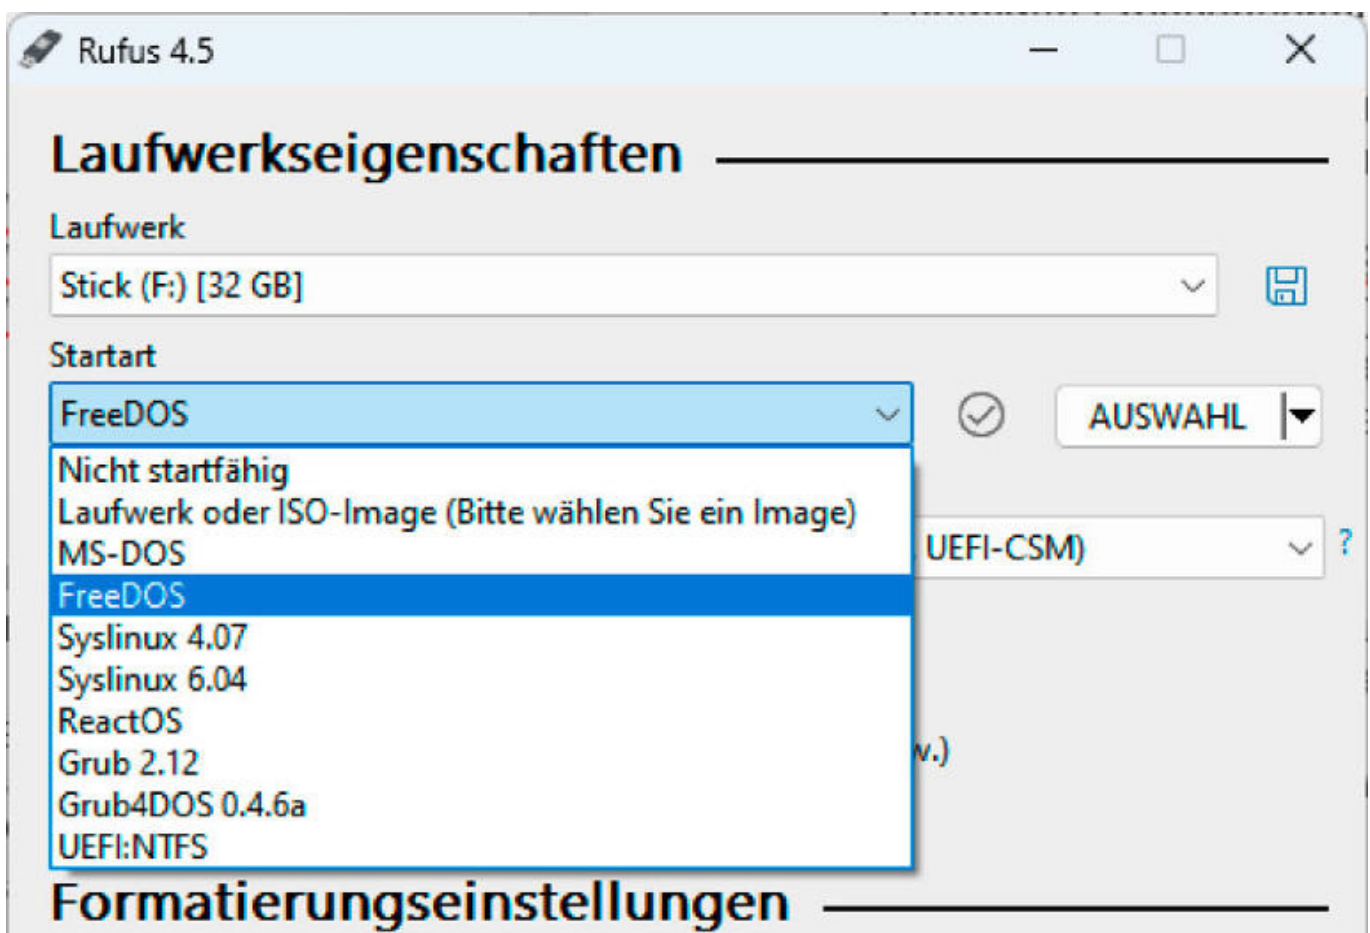 Rufus 4.5
Laufwerkseigenschaften
Laufwerk
Stick (F:) [32 GB]
Startart
FreeDOS
AUSWAHL
Nicht startfähig
Laufwerk oder ISO-Image (Bitte wählen Sie ein Image)
MS-DOS
UEFI-CSM)
?
FreeDOS
Syslinux 4.07
Syslinux 6.04
ReactOS
Grub 2.12
w.)
Grub4DOS 0.4.6a
UEFI:NTFS
Formatierungseinstellungen